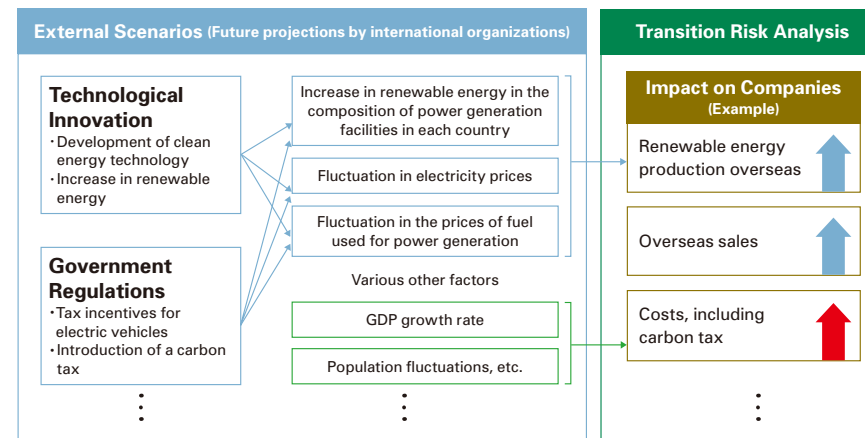 External Scenarios (Future projections by international organizations)
Technological
Innovation
・Development of clean
energy technology
・Increase in renewable
energy
Government
Regulations
・Tax incentives for
electric vehicles
・Introduction of a carbon
tax
Increase in renewable energy in the
composition of power generation
facilities in each country
Fluctuation in electricity prices
Fluctuation in the prices of fuel
used for power generation
Various other factors
GDP growth rate
Population fluctuations, etc.
Transition Risk Analysis
Impact on Companies
(Example)
Renewable energy
production overseas
Overseas sales
Costs, including
carbon tax